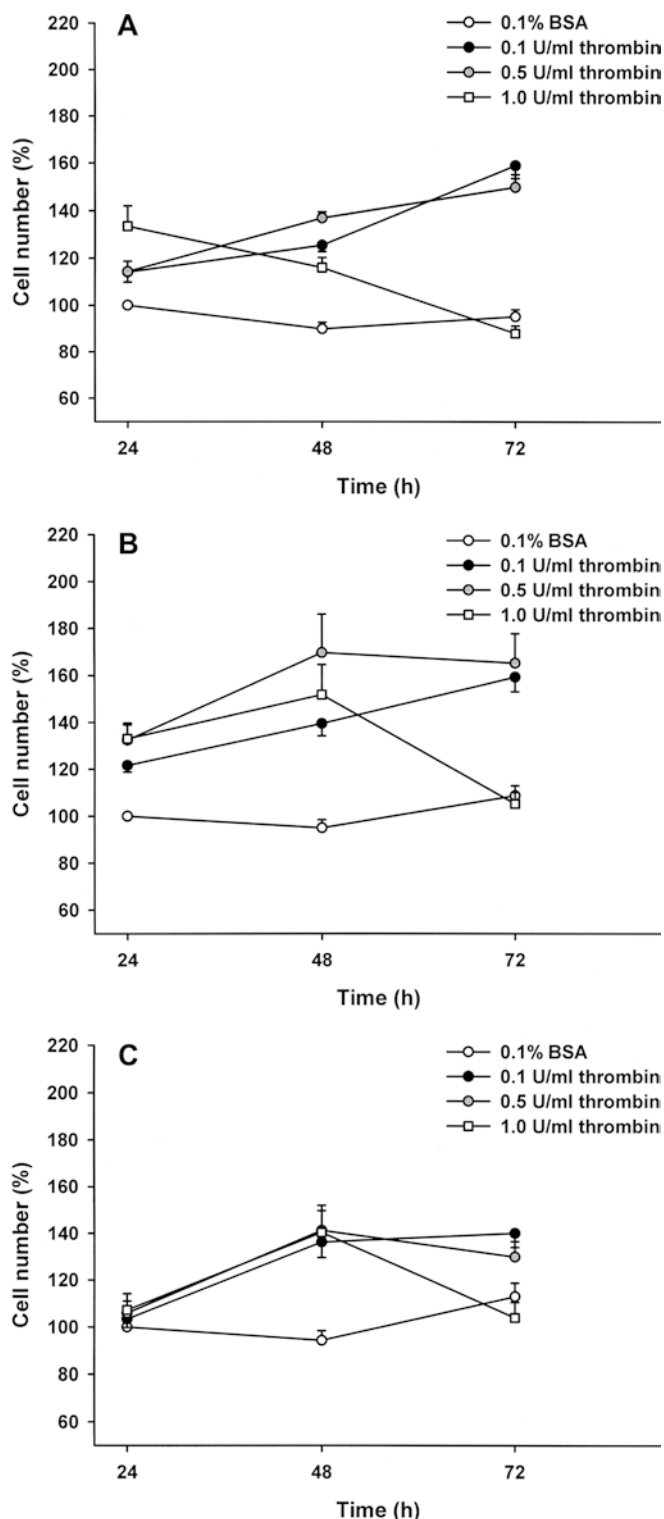 A
0.1% BSA
0.1 U/ml thrombin
0.5 U/ml thrombin
1.0 U/ml thrombin
220
200
180
160
140
120
100
80
60
Cell number (%)
24 48 72
Time (h)
B
0.1% BSA
0.1 U/ml thrombin
0.5 U/ml thrombin
1.0 U/ml thrombin
220
200
180
160
140
120
100
80
60
Cell number (%)
24 48 72
Time (h)
C
0.1% BSA
0.1 U/ml thrombin
0.5 U/ml thrombin
1.0 U/ml thrombin
220
200
180
160
140
120
100
80
60
Cell number (%)
24 48 72
Time (h)